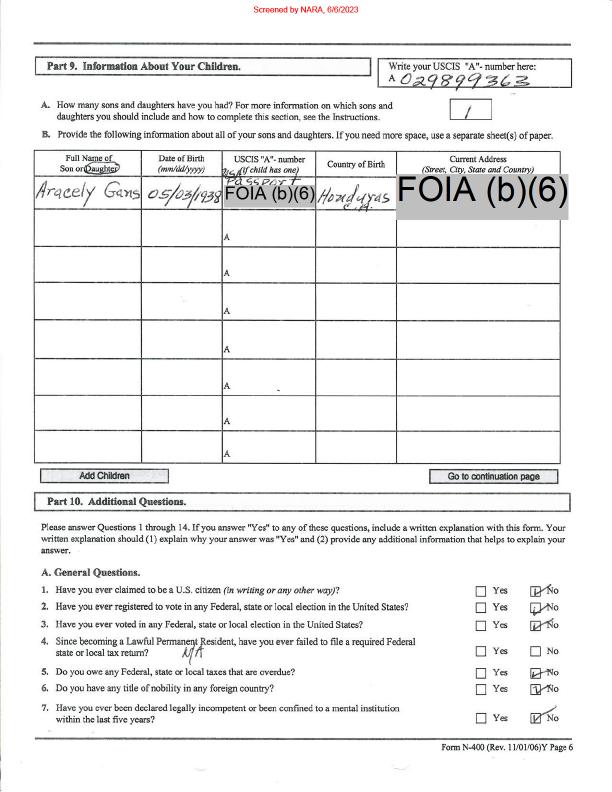 Screened by NARA, 6/6/2023
Part 9. Information About Your Children.
Write your USCIS "A"- number here:
A 029899363
A. How many sons and daughters have you had? For more information on which sons and
daughters you should include and how to complete this section, see the Instructions.
1
B. Provide the following information about all of your sons and daughters. If you need more space, use a separate sheet(s) of paper.
Full Name of
Son or Daughter
Date of Birth
(mm/dd/yyyy)
USCIS "A"- number
(if child has one)
Country of Birth
Current Address
(Street, City, State and Country)
USA
Passport
Aracely Gans 05/03/1938 FOIA (b)(6) Honduras FOIA (b)(6)
C.A.
A
A
A
A
A
A
A
Add Children
Go to continuation page
Part 10. Additional Questions.
Please answer Questions 1 through 14. If you answer "Yes" to any of these questions, include a written explanation with this form. Your
written explanation should (1) explain why your answer was "Yes" and (2) provide any additional information that helps to explain your
answer.
A. General Questions.
1. Have you ever claimed to be a U.S. citizen (in writing or any other way)? Yes No
2. Have you ever registered to vote in any Federal, state or local election in the United States? Yes No
3. Have you ever voted in any Federal, state or local election in the United States? Yes No
4. Since becoming a Lawful Permanent Resident, have you ever failed to file a required Federal
state or local tax return? N/A Yes No
5. Do you owe any Federal, state or local taxes that are overdue? Yes No
6. Do you have any title of nobility in any foreign country? Yes No
7. Have you ever been declared legally incompetent or been confined to a mental institution
within the last five years? Yes No
Form N-400 (Rev. 11/01/06)Y Page 6